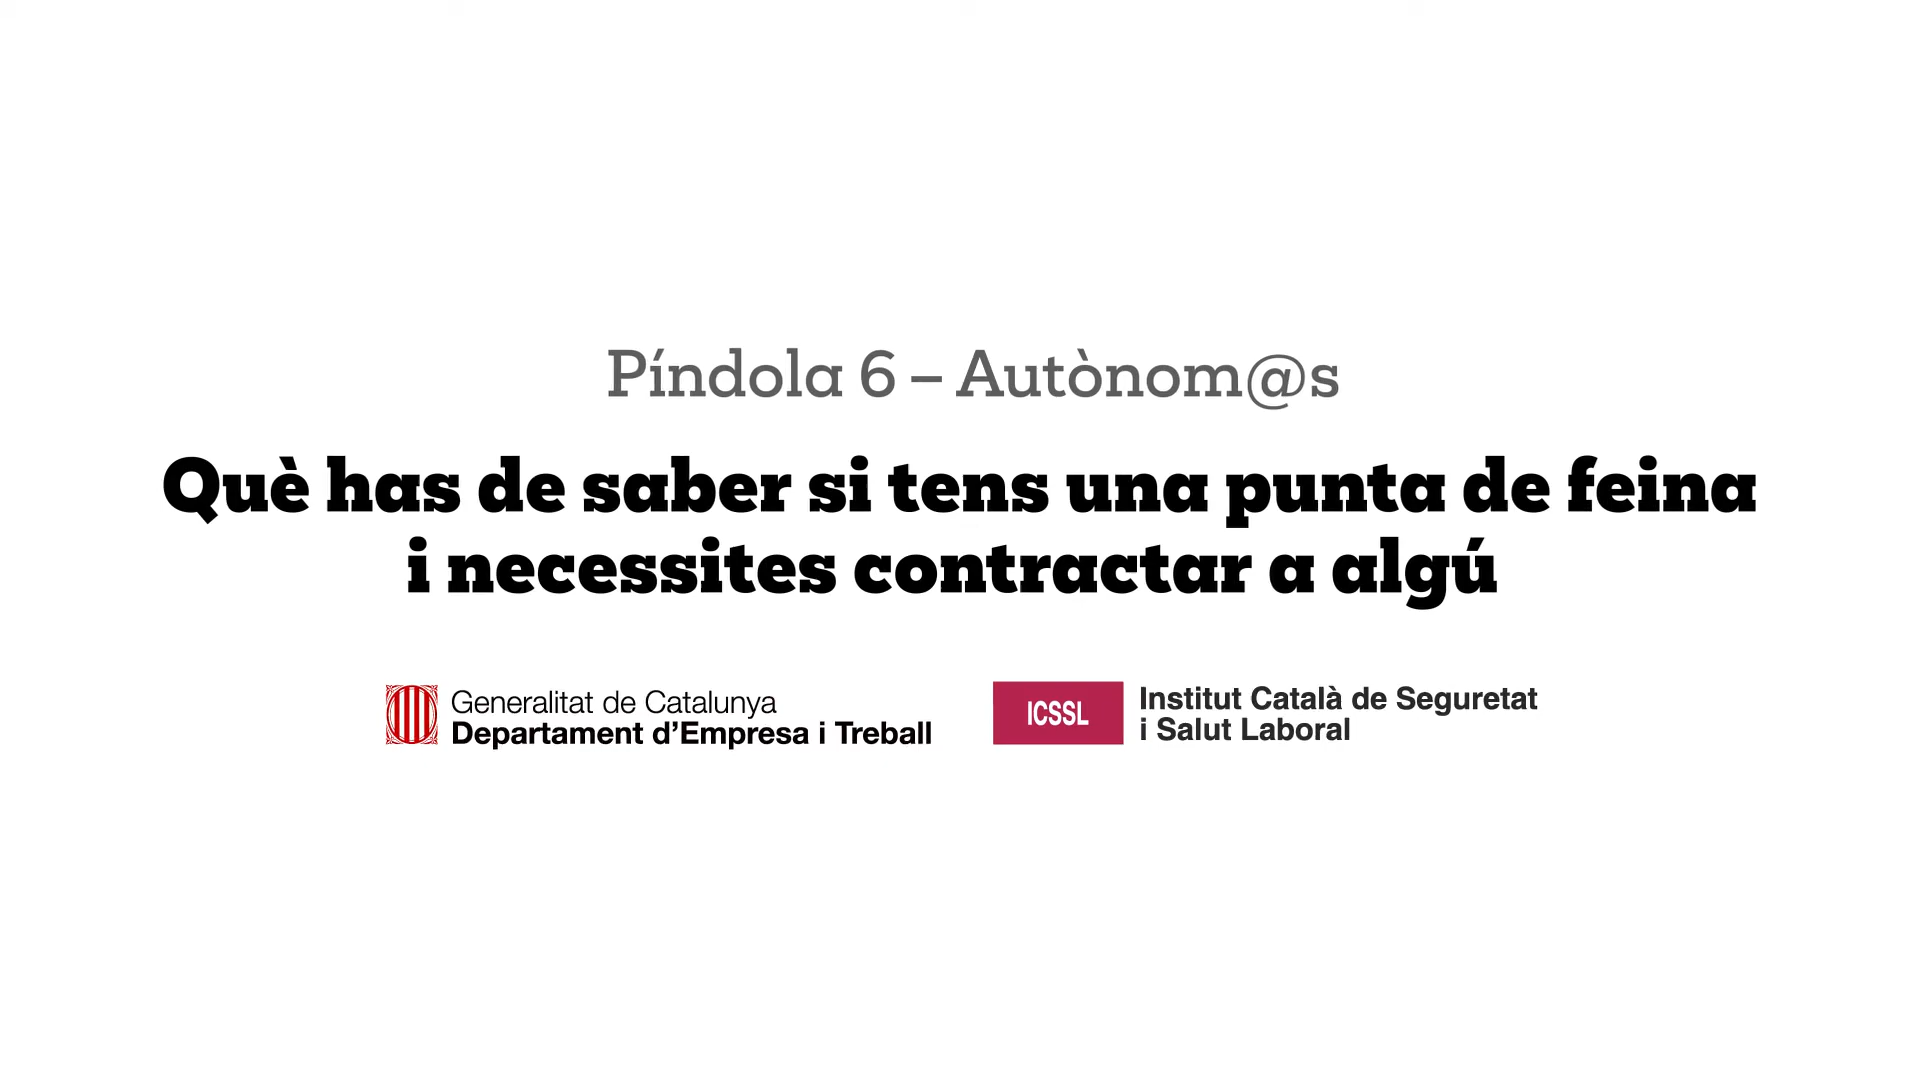 Píndola 6 – Autònom@s
Què has de saber si tens una punta de feina
i necessites contractar a algú
Generalitat de Catalunya
Departament d’Empresa i Treball
ICSSL
Institut Català de Seguretat
i Salut Laboral